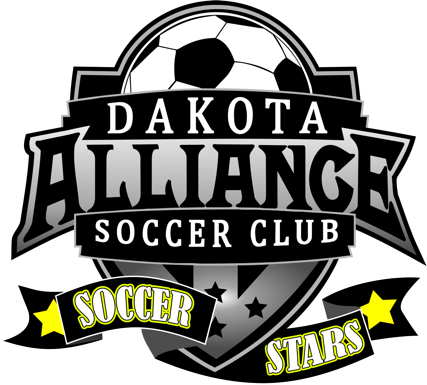 DAKOTA
ALLIANCE
SOCCER CLUB
SOCCER
STARS